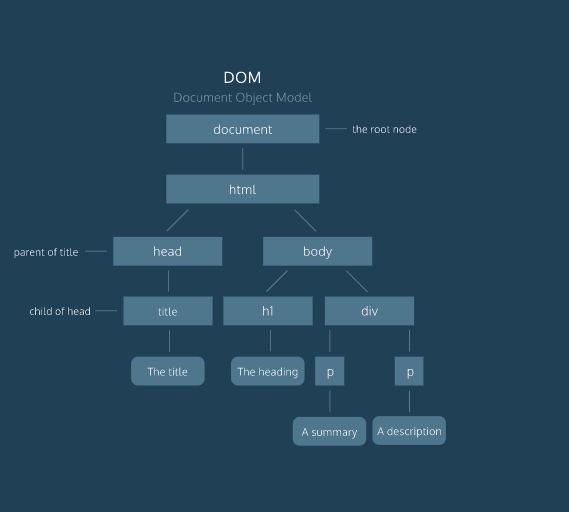 DOM
Document Object Model
document
the root node
html
parent of title
head
body
child of head
title
h1
div
The title
The heading
p
p
A summary
A description